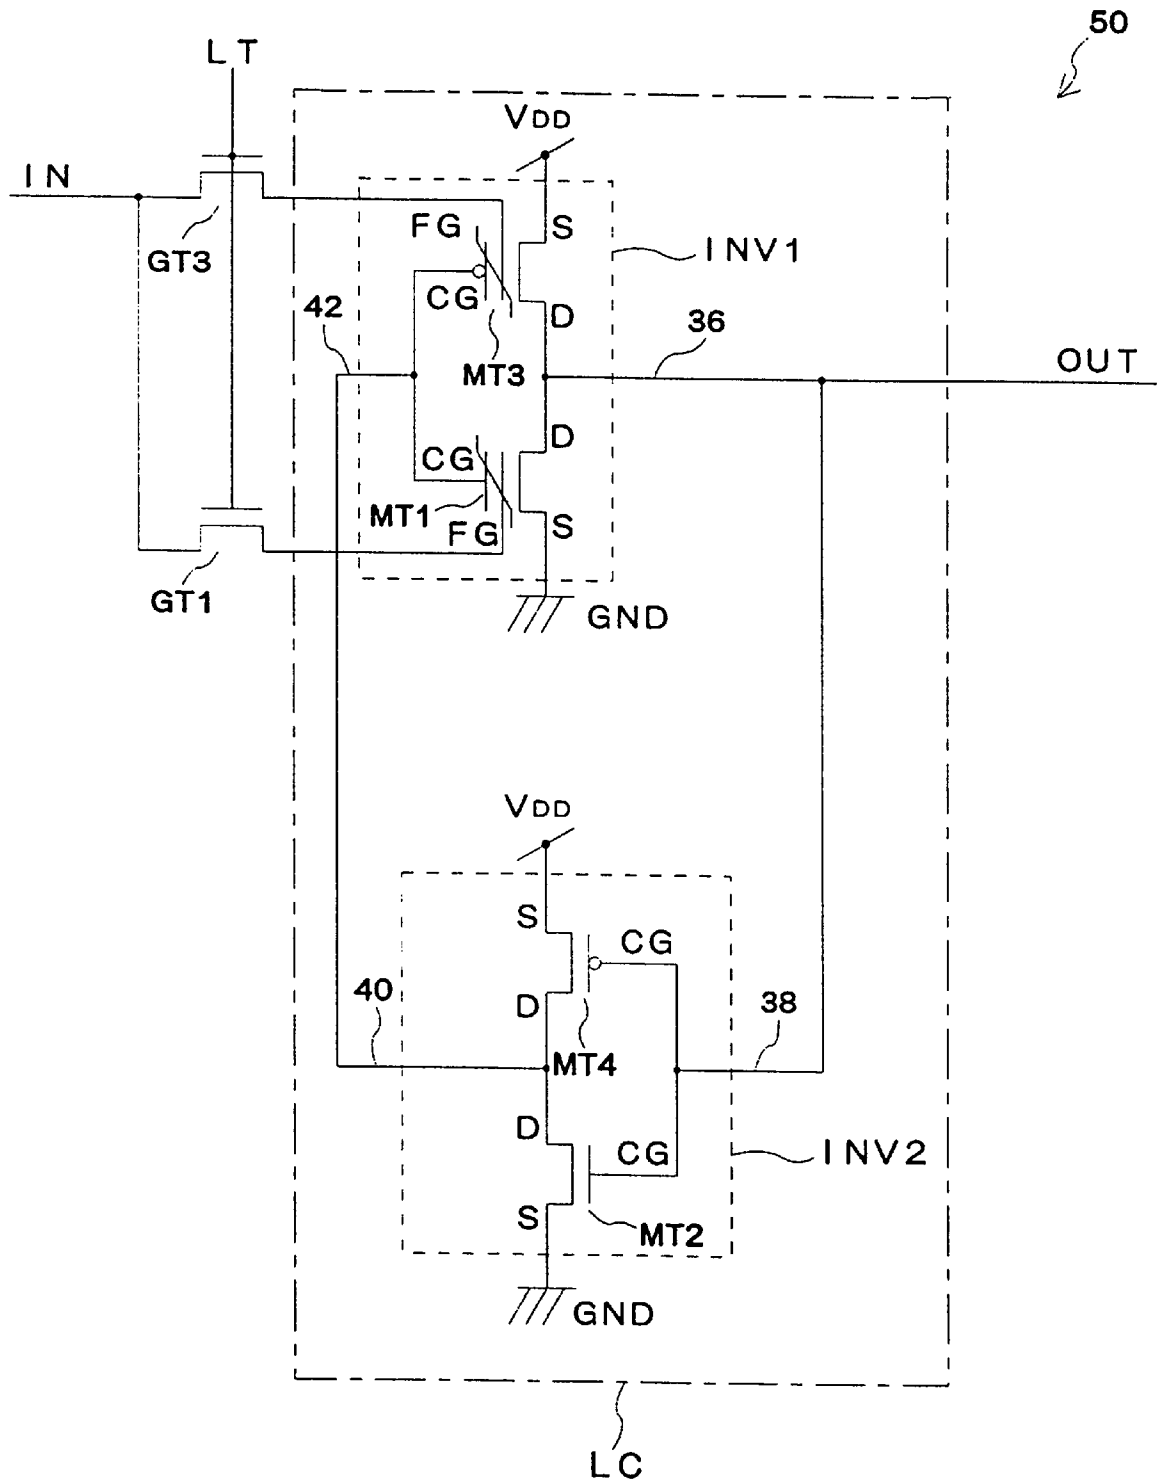 50
LT
VDD
IN
FG
S
INV1
GT3
CG
D
42
36
MT3
OUT
D
CG
MT1
FG
S
GT1
GND
VDD
S
CG
D
40
38
MT4
D
CG
INV2
S
MT2
GND
LC